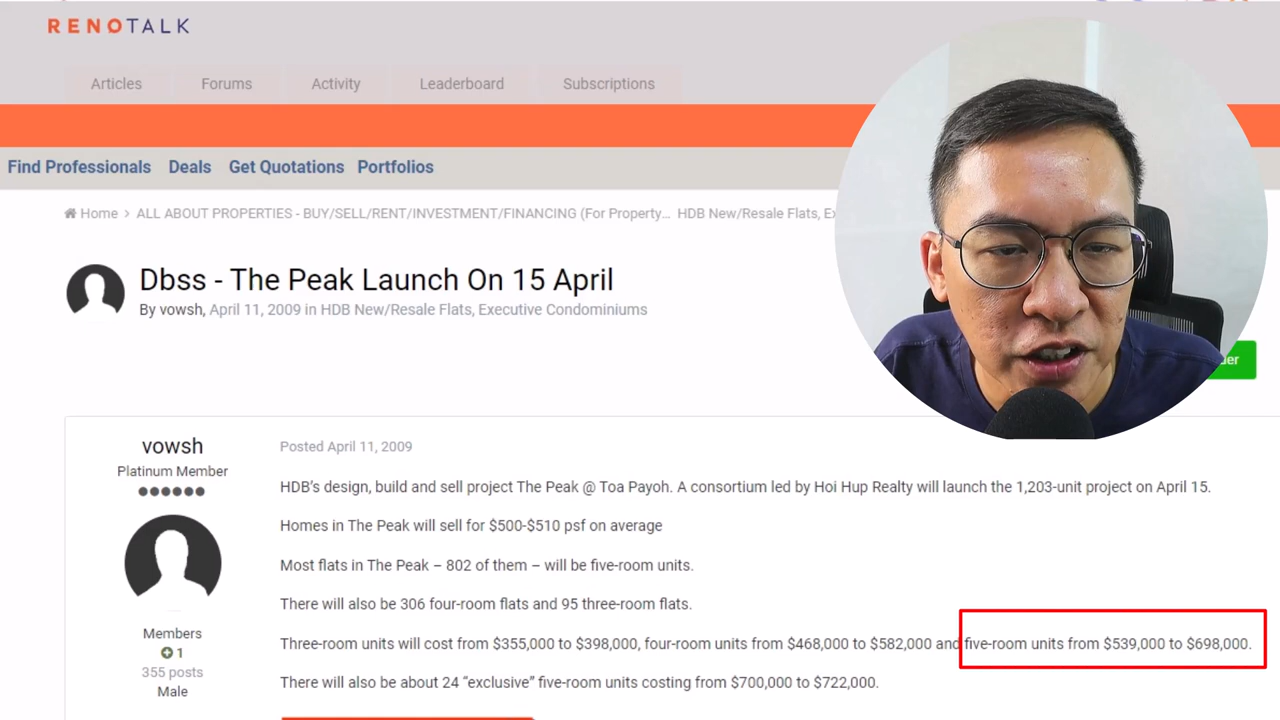 RENOTALK
Articles Forums Activity Leaderboard Subscriptions
Find Professionals Deals Get Quotations Portfolios
Home > ALL ABOUT PROPERTIES - BUY/SELL/RENT/INVESTMENT/FINANCING (For Property... HDB New/Resale Flats,
Dbss - The Peak Launch On 15 April
By vowsh, April 11, 2009 in HDB New/Resale Flats, Executive Condominiums
vowsh
Platinum Member
Members
1
355 posts
Male
Posted April 11, 2009
HDB's design, build and sell project The Peak @ Toa Payoh. A consortium led by Hoi Hup Realty will launch the 1,203-unit project on April 15.
Homes in The Peak will sell for $500-$510 psf on average
Most flats in The Peak – 802 of them – will be five-room units.
There will also be 306 four-room flats and 95 three-room flats.
Three-room units will cost from $355,000 to $398,000, four-room units from $468,000 to $582,000 and five-room units from $539,000 to $698,000.
There will also be about 24 “exclusive” five-room units costing from $700,000 to $722,000.